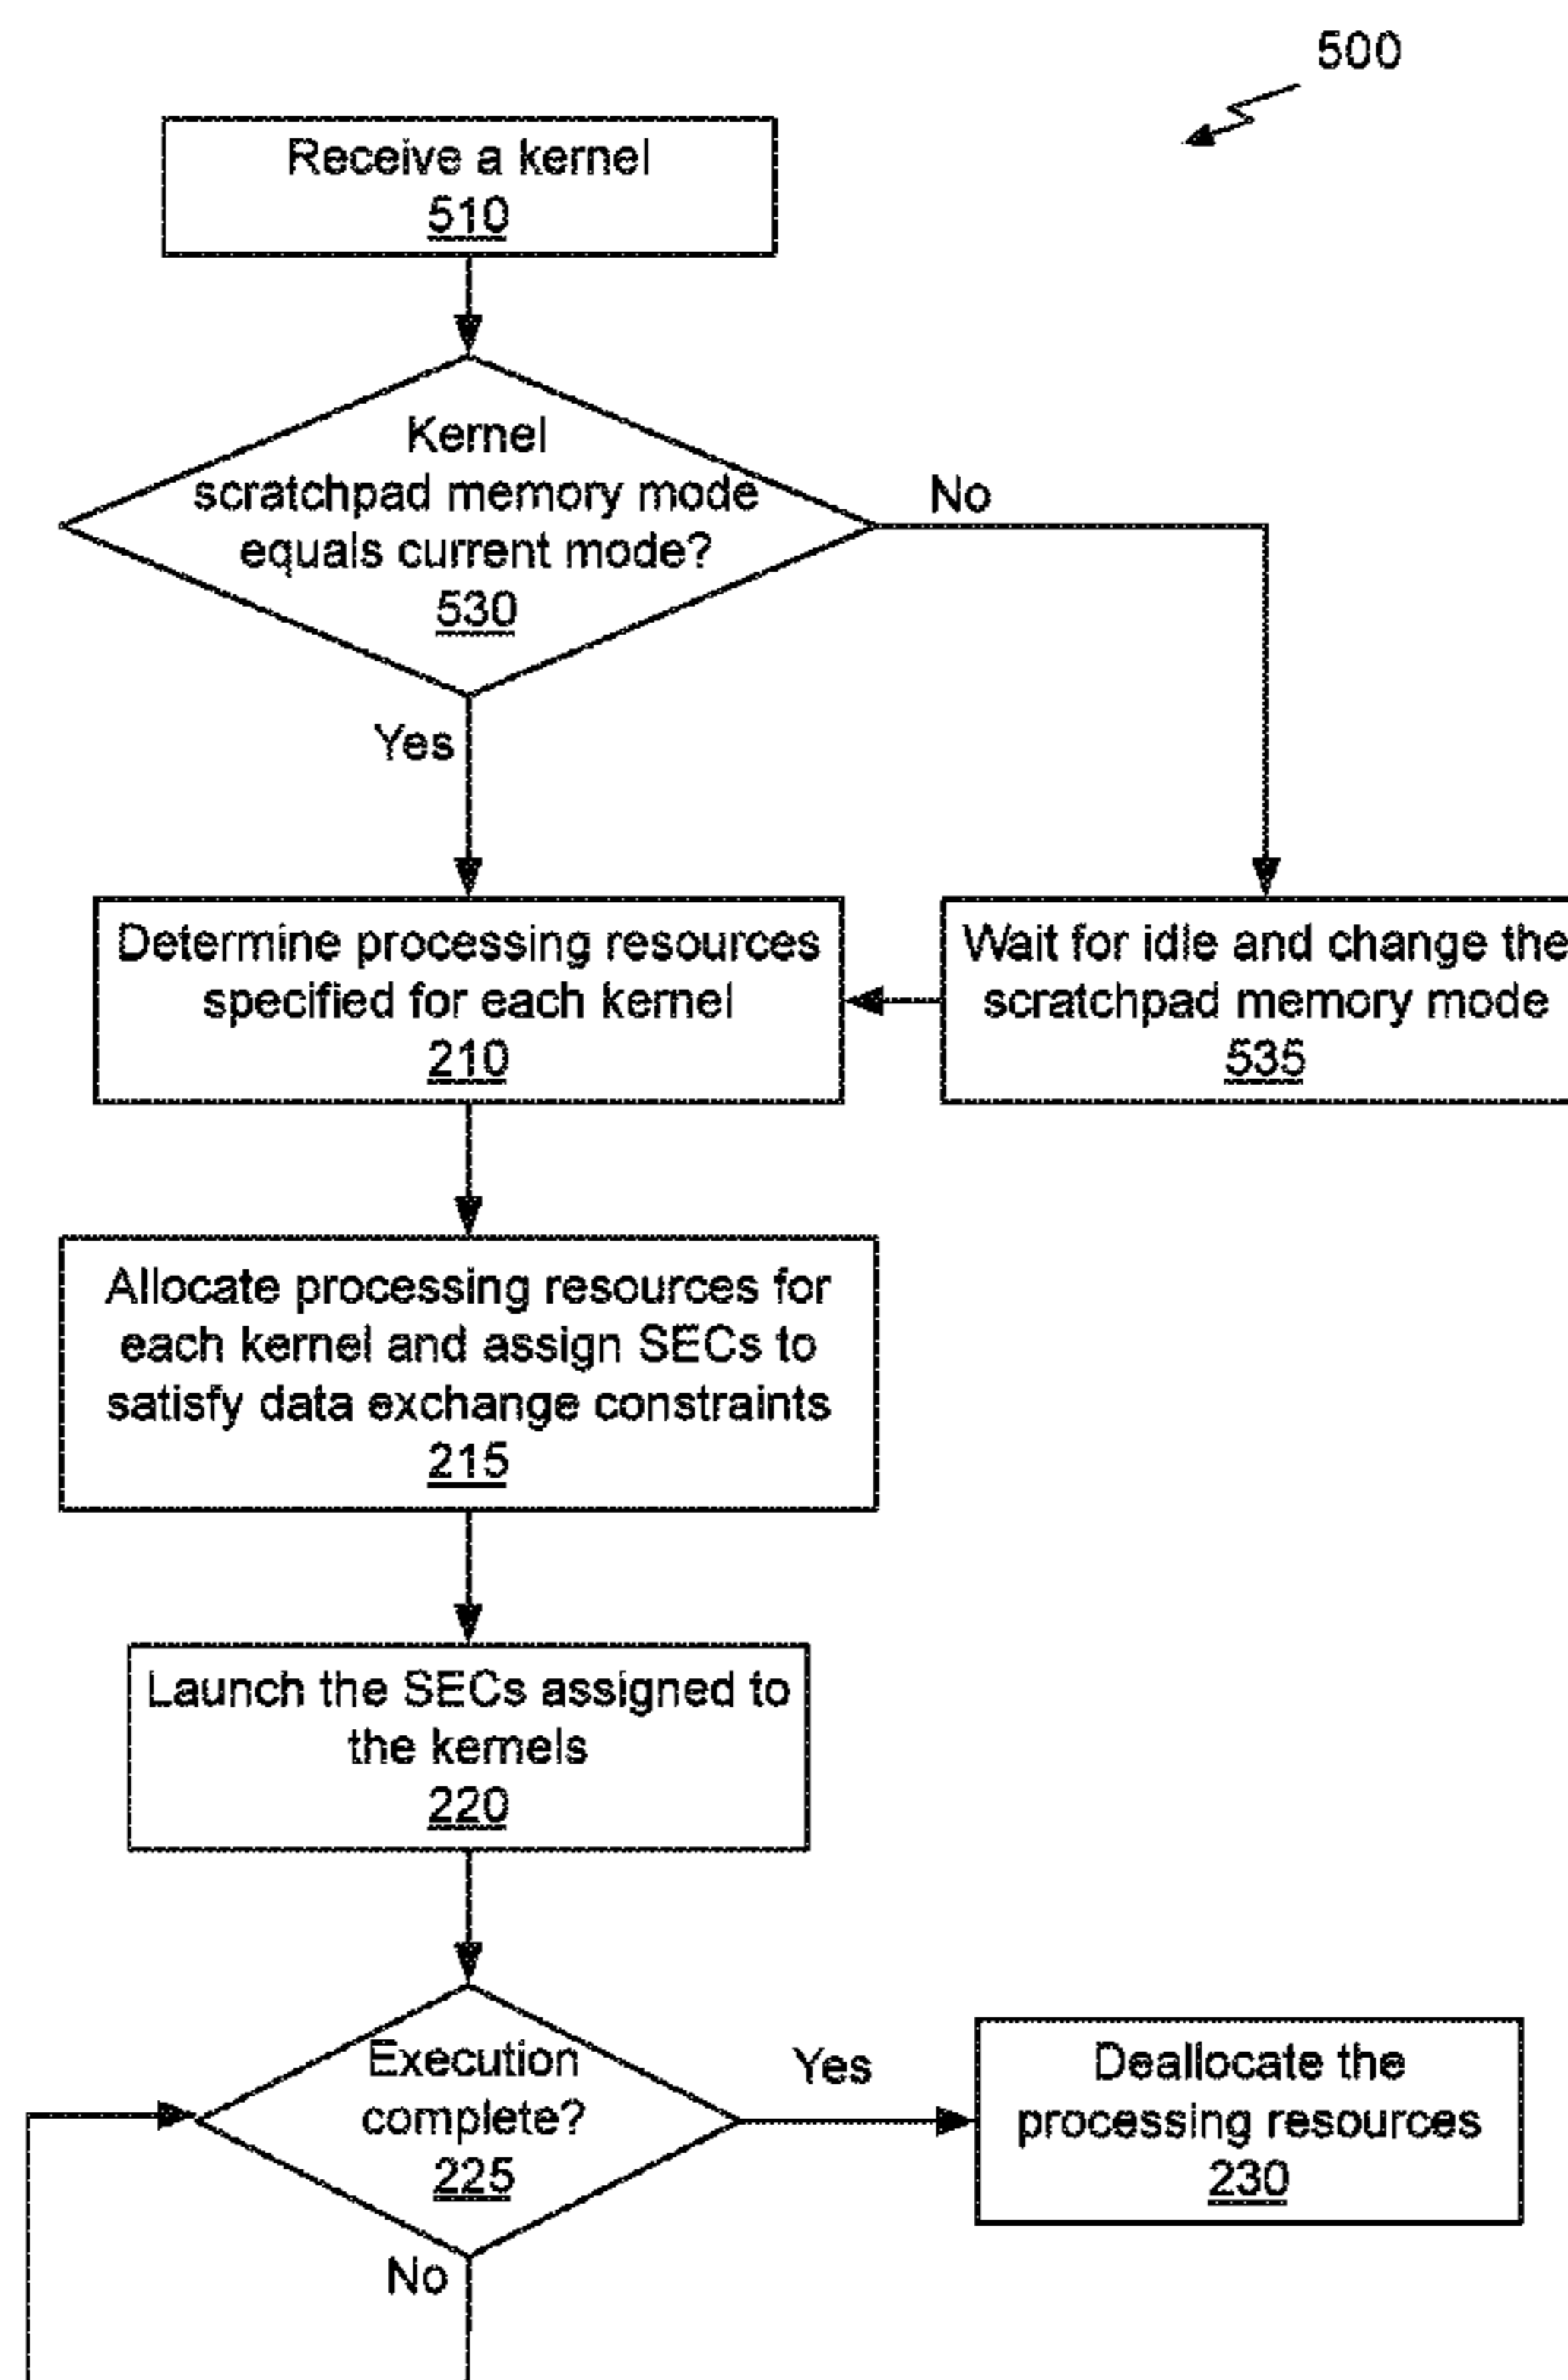 500
Receive a kernel
510
Kernel
scratchpad memory mode
equals current mode?
530
No
Yes
Determine processing resources
specified for each kernel
210
Wait for idle and change the
scratchpad memory mode
535
Allocate processing resources for
each kernel and assign SECs to
satisfy data exchange constraints
215
Launch the SECs assigned to
the kernels
220
Execution
complete?
225
Yes
Deallocate the
processing resources
230
No